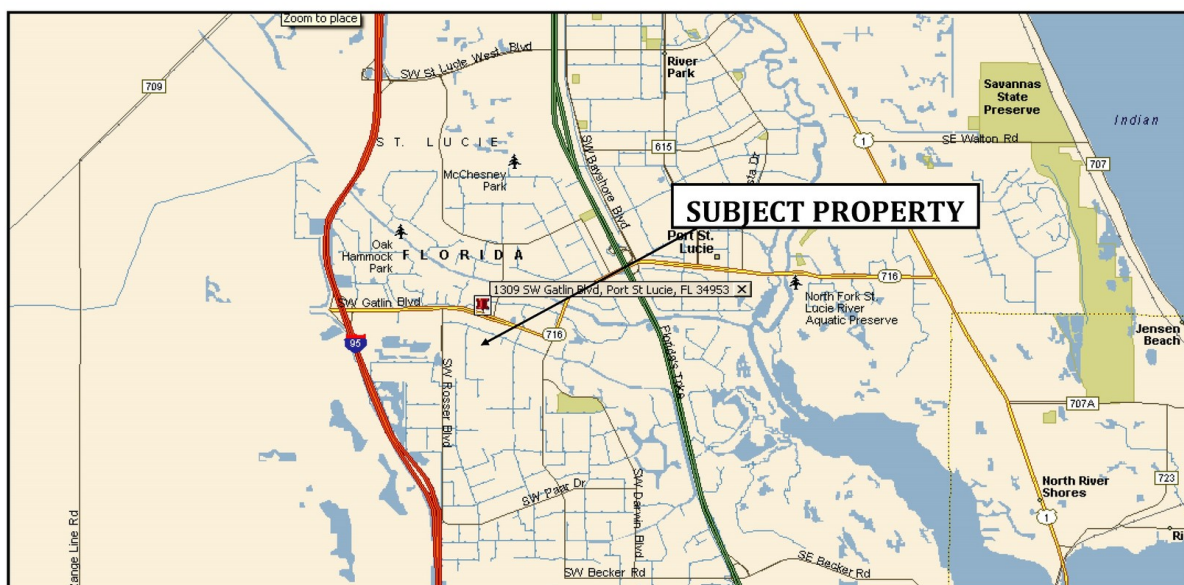 Zoom to place
SW St Lucie West Blvd
River
Park
709
Savannas
State
Preserve
Indian
ST. LUCIE
McChesney
Park
SW Bayshore Blvd
615
1
SE Walton Rd
707
SUBJECT PROPERTY
Port St.
Lucie
Oak
Hammock
Park
FLORIDA
716
1309 SW Gatlin Blvd, Port St Lucie, FL 34953
SW Gatlin Blvd
North Fork St.
Lucie River
Aquatic Preserve
716
95
Florida's Tpke
Jensen
Beach
SW Rosser Blvd
707A
SW Paar Dr
SW Darwin Blvd
North River
Shores
723
1
Range Line Rd
SW Becker Rd
SE Becker Rd